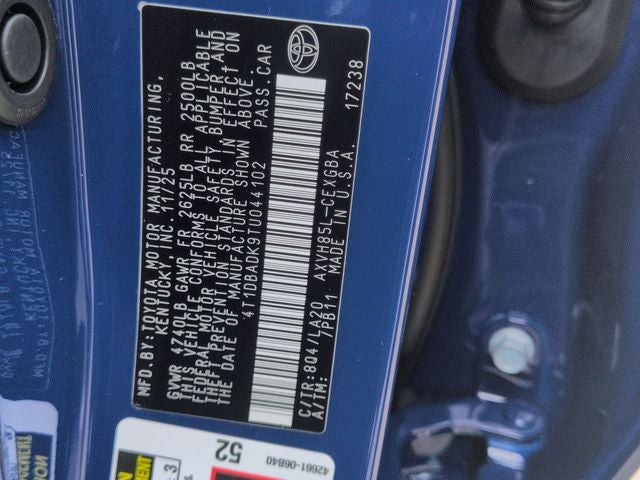 MFD.BY:TOYOTA MOTOR MANUFACTURING,
KENTUCKY,INC.11/25
GVWR 4740LB GAWR FR 2625LB RR 2500LB
THIS VEHICLE CONFORMS TO ALL APPLICABLE
FEDERAL MOTOR VEHICLE SAFETY,BUMPER,AND
THEFT PREVENTION STANDARDS IN EFFECT ON
THE DATE OF MANUFACTURE SHOWN ABOVE.
4T1DBADK9TU044102 PASS.CAR
C/TR:8Q4/LA20 AXVH85L-CEXGBA
A/TM: 7PB11 MADE IN U.S.A. 17238
52
42661-06B40